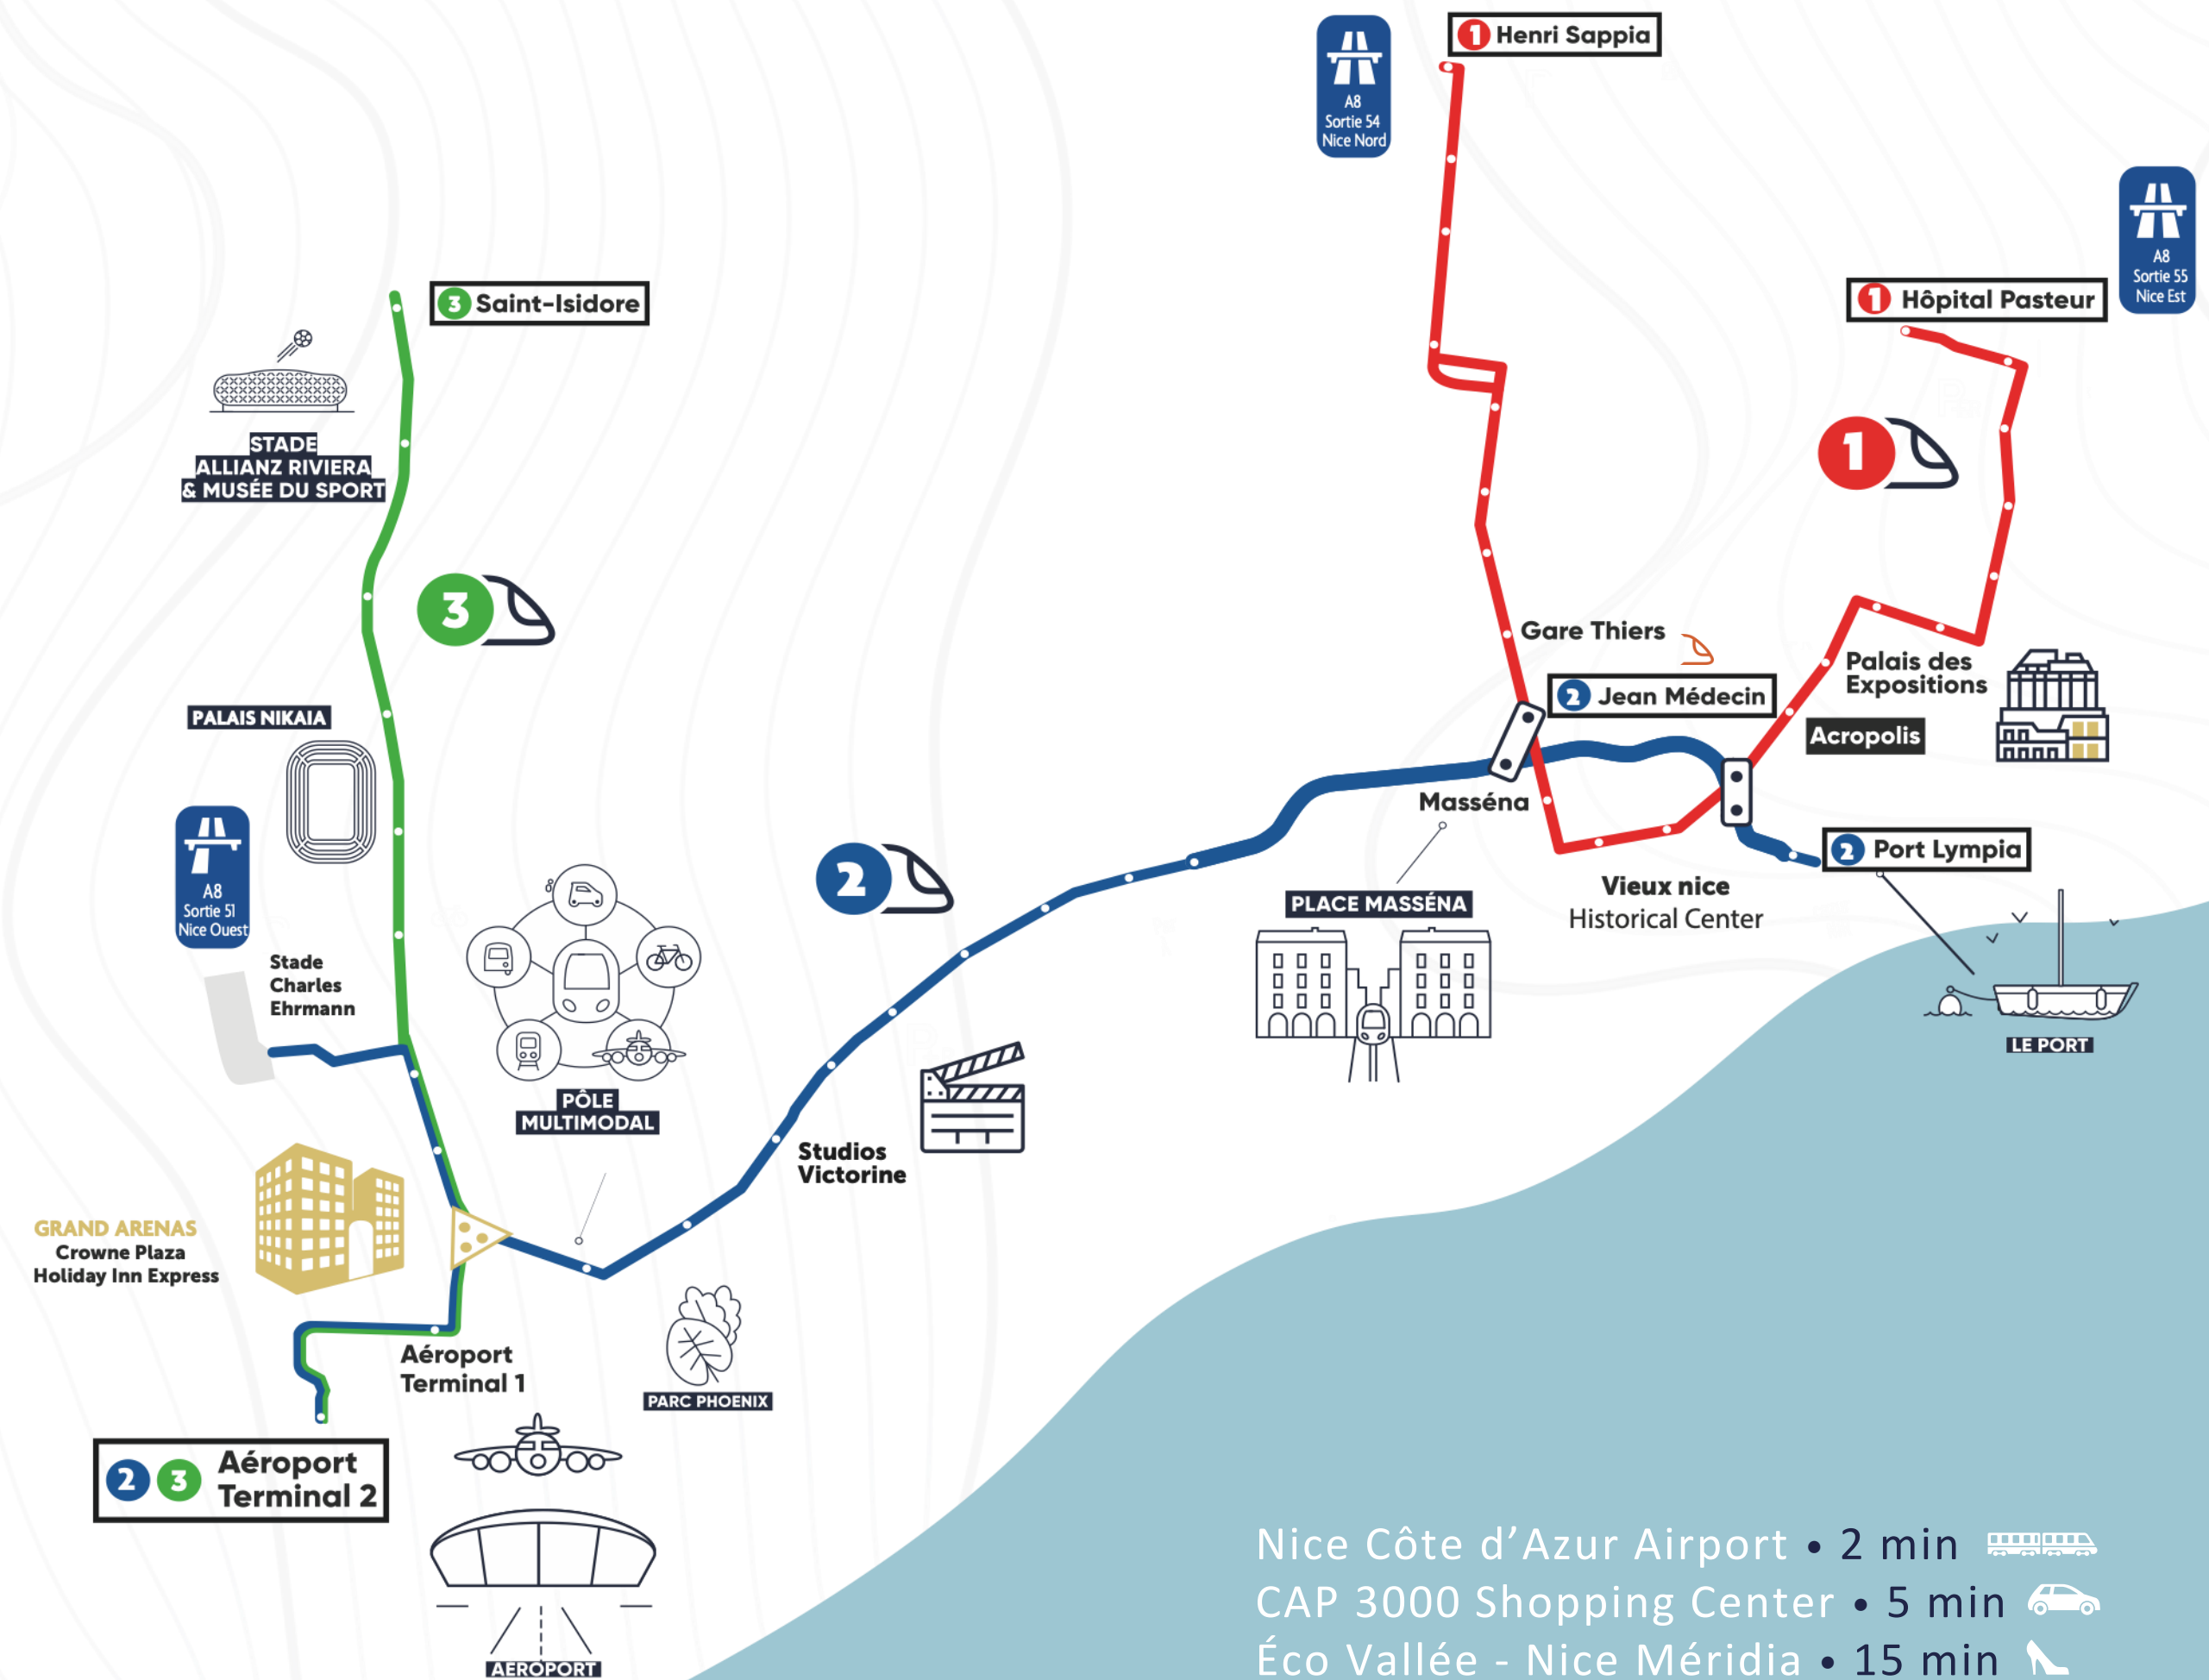 1 Henri Sappia
A8
Sortie 54
Nice Nord
A8
Sortie 55
Nice Est
1 Hôpital Pasteur
3 Saint-Isidore
STADE
ALLIANZ RIVIERA
& MUSÉE DU SPORT
1
3
Gare Thiers
2 Jean Médecin
Palais des
Expositions
Acropolis
PALAIS NIKAIA
A8
Sortie 51
Nice Ouest
2
Masséna
2 Port Lympia
PLACE MASSÉNA
Vieux nice
Historical Center
Stade
Charles
Ehrmann
LE PORT
PÔLE
MULTIMODAL
Studios
Victorine
GRAND ARENAS
Crowne Plaza
Holiday Inn Express
Aéroport
Terminal 1
PARC PHOENIX
2 3 Aéroport
Terminal 2
AEROPORT
Nice Côte d’Azur Airport • 2 min
CAP 3000 Shopping Center • 5 min
Éco Vallée - Nice Méridia • 15 min